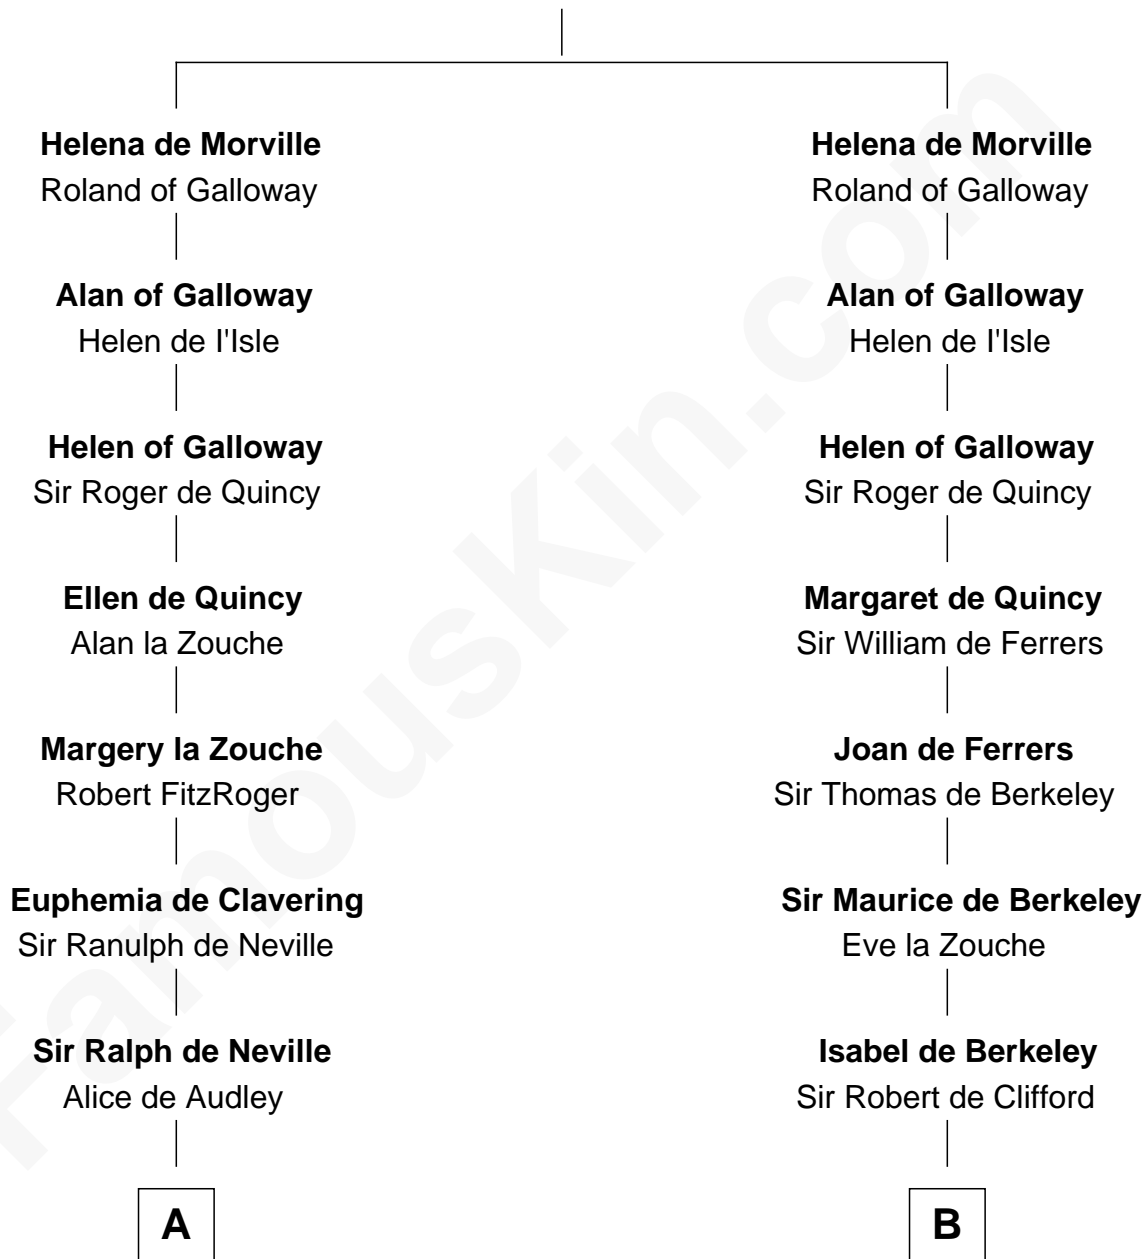 Helena de Morville
Roland of Galloway
Alan of Galloway
Helen de I'Isle
Helen of Galloway
Sir Roger de Quincy
Ellen de Quincy
Alan la Zouche
Margery la Zouche
Robert FitzRoger
Euphemia de Clavering
Sir Ranulph de Neville
Sir Ralph de Neville
Alice de Audley
A
Helena de Morville
Roland of Galloway
Alan of Galloway
Helen de I'Isle
Helen of Galloway
Sir Roger de Quincy
Margaret de Quincy
Sir William de Ferrers
Joan de Ferrers
Sir Thomas de Berkeley
Sir Maurice de Berkeley
Eve la Zouche
Isabel de Berkeley
Sir Robert de Clifford
B
FamousKin.com